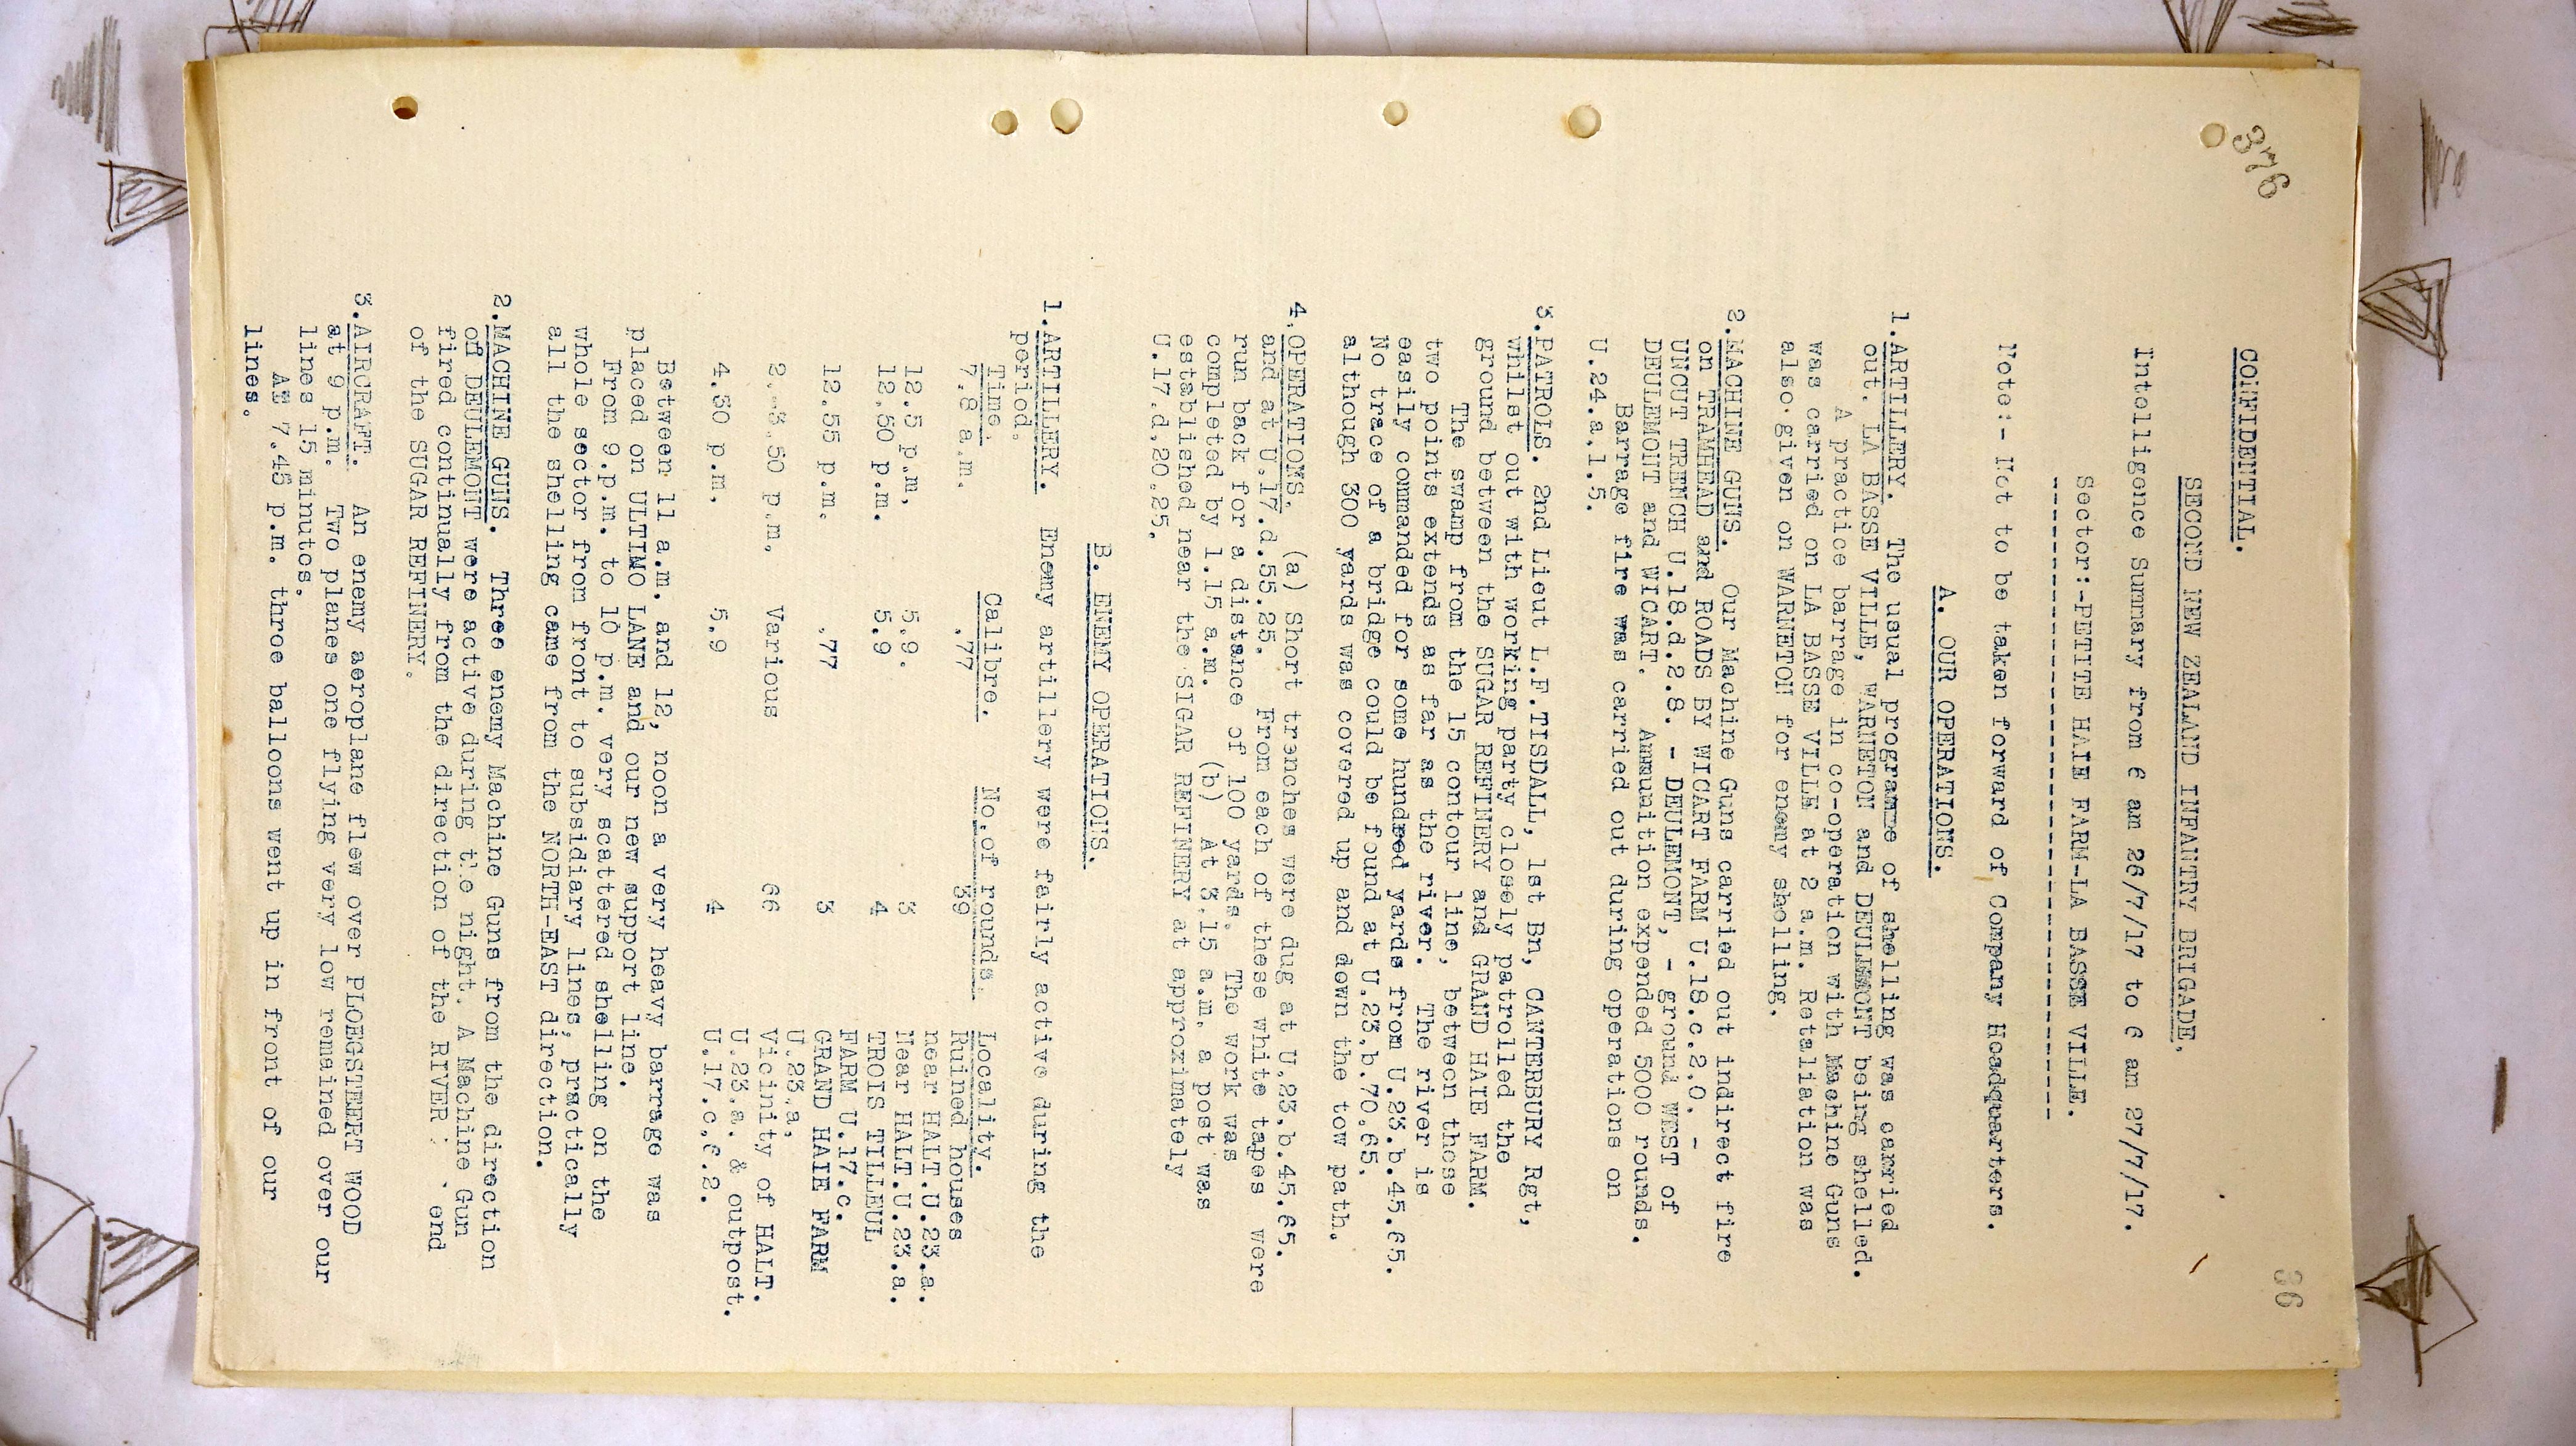 376
36
CONFIDENTIAL.
SECOND NEW ZEALAND INFANTRY BRIGADE.
Intelligence Summary from 6 am 26/7/17 to 6 am 27/7/17.
Sector:-PETITE HAIE FARM-LA BASSE VILLE.
Note:- Not to be taken forward of Company Headquarters.
A. OUR OPERATIONS.
1. ARTILLERY. The usual programme of shelling was carried
out. LA BASSE VILLE, WARNETON and DEULEMONT being shelled.
A practice barrage in co-operation with Machine Guns
was carried on LA BASSE VILLE at 2 a.m. Retaliation was
also given on WARNETON for enemy shelling.
2. MACHINE GUNS. Our Machine Guns carried out indirect fire
on TRAMHEAD and ROADS BY WICART FARM U.18.c.2.0. -
UNCUT TRENCH U.18.d.2.8. - DEULEMONT, - ground WEST of
DEULEMONT and WICART. Ammunition expended 5000 rounds.
Barrage fire was carried out during operations on
U.24.a.1.5.
3. PATROLS. 2nd Lieut L.F.TISDALL, 1st Bn, CANTERBURY Rgt,
whilst out with working party closely patrolled the
ground between the SUGAR REFINERY and GRAND HAIE FARM.
The swamp from the 15 contour line, between these
two points extends as far as the river. The river is
easily commanded for some hundred yards from U.23.b.45.65.
No trace of a bridge could be found at U.23.b.70.65.
although 300 yards was covered up and down the tow path.
4. OPERATIONS. (a) Short trenches were dug at U.23.b.45.65.
and at U.17.d.55.25. From each of these white tapes were
run back for a distance of 100 yards. The work was
completed by 1.15 a.m. (b) At 3.15 a.m. a post was
established near the SIGAR REFINERY at approximately
U.17.d.20.25.
B. ENEMY OPERATIONS.
1. ARTILLERY. Enemy artillery were fairly active during the
period.
Time. Calibre. No.of rounds. Locality.
7.8 a.m. .77 39 Ruined houses
near HALT.U.23.a.
12.5 p.m. 5.9. 3 Near HALT.U.23.a.
12.50 p.m. 5.9 4 TROIS TILLEUL
FARM U.17.c.
12.55 p.m. .77 3 GRAND HAIE FARM
U.23.a.
2.-3.50 p.m. Various 66 Vicinity of HALT.
U.23.a. & outpost.
4.50 p.m. 5.9 4 U.17.c.6.2.
Between 11 a.m. and 12, noon a very heavy barrage was
placed on ULTIMO LANE and our new support line.
From 9.p.m. to 10 p.m. very scattered shelling on the
whole sector from front to subsidiary lines, practically
all the shelling came from the NORTH-EAST direction.
2. MACHINE GUNS. Three enemy Machine Guns from the direction
of DEULEMONT were active during the night. A Machine Gun
fired continually from the direction of the RIVER end
of the SUGAR REFINERY.
3. AIRCRAFT. An enemy aeroplane flew over PLOEGSTEERT WOOD
at 9 p.m. Two planes one flying very low remained over our
lines 15 minutes.
At 7.45 p.m. three balloons went up in front of our
lines.